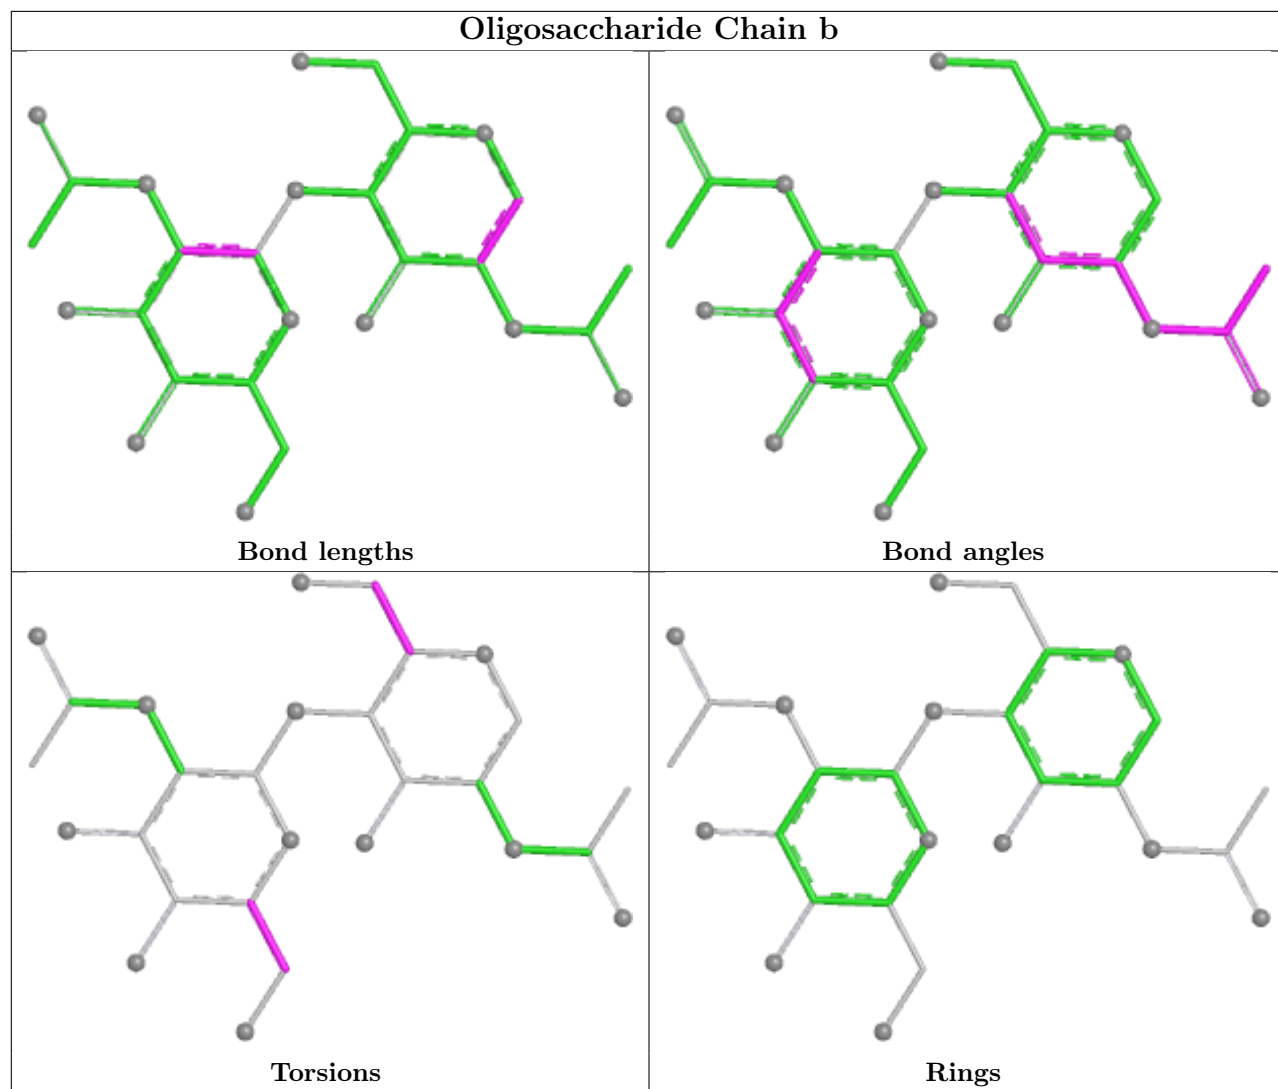 Oligosaccharide Chain b
Bond lengths
Bond angles
Torsions
Rings